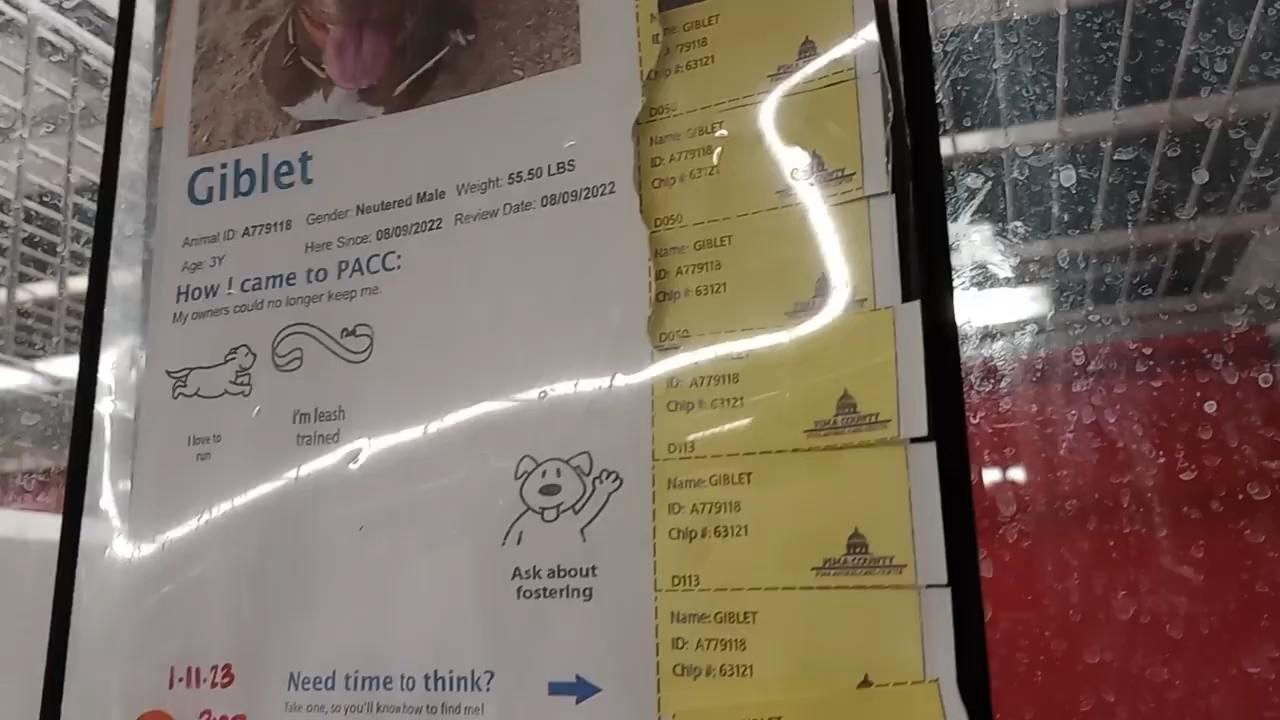 Giblet
Animal ID: A779118 Gender: Neutered Male Weight: 55.50 LBS
Age: 3Y Here Since: 08/09/2022 Review Date: 08/09/2022
How I came to PACC:
My owners could no longer keep me.
I love to
run
I'm leash
trained
Ask about
fostering
1-11-23
Need time to think?
Take one, so you'll know how to find me!
GIBLET
79118
Chip #: 63121
D050
Name: GIBLET
ID: A779118
Chip #: 63121
D050
Name: GIBLET
ID: A779118
Chip #: 63121
D050
ID: A779118
Chip #: 63121
PIMA COUNTY
D113
Name: GIBLET
ID: A779118
Chip #: 63121
PIMA COUNTY
D113
Name: GIBLET
ID: A779118
Chip #: 63121